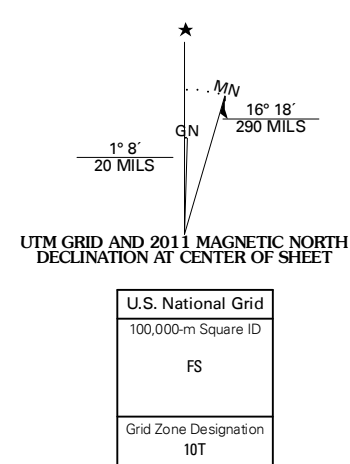 MN
16° 18´
290 MILS
GN
1° 8´
20 MILS
UTM GRID AND 2011 MAGNETIC NORTH
DECLINATION AT CENTER OF SHEET
U.S. National Grid
100,000-m Square ID
FS
Grid Zone Designation
10T